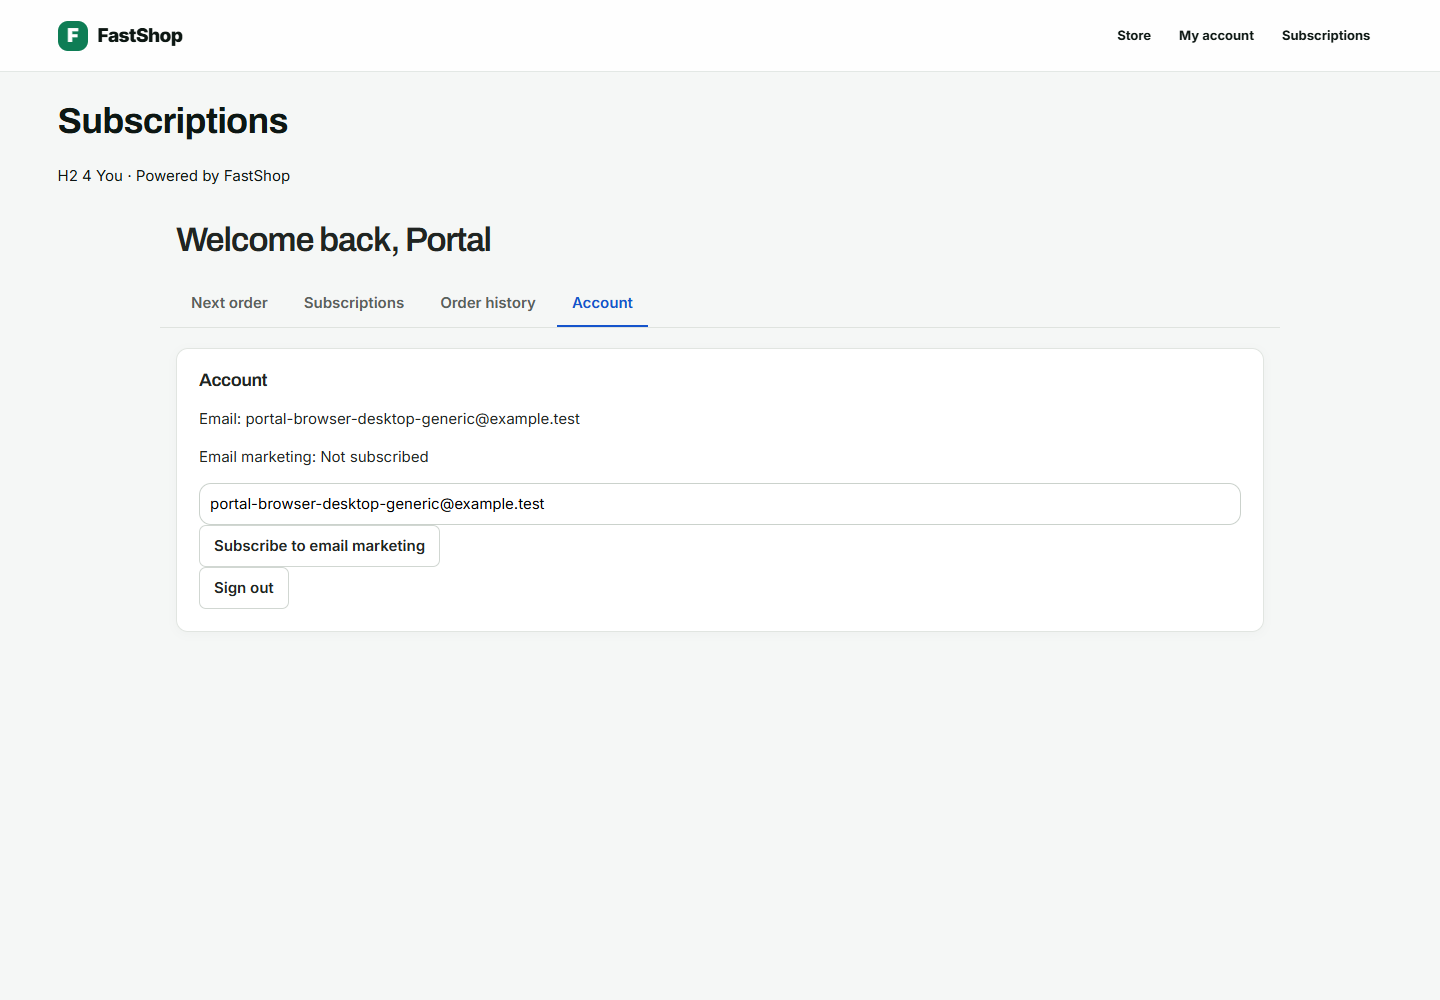 F FastShop
Store My account Subscriptions
Subscriptions
H2 4 You · Powered by FastShop
Welcome back, Portal
Next order Subscriptions Order history Account
Account
Email: portal-browser-desktop-generic@example.test
Email marketing: Not subscribed
portal-browser-desktop-generic@example.test
Subscribe to email marketing
Sign out